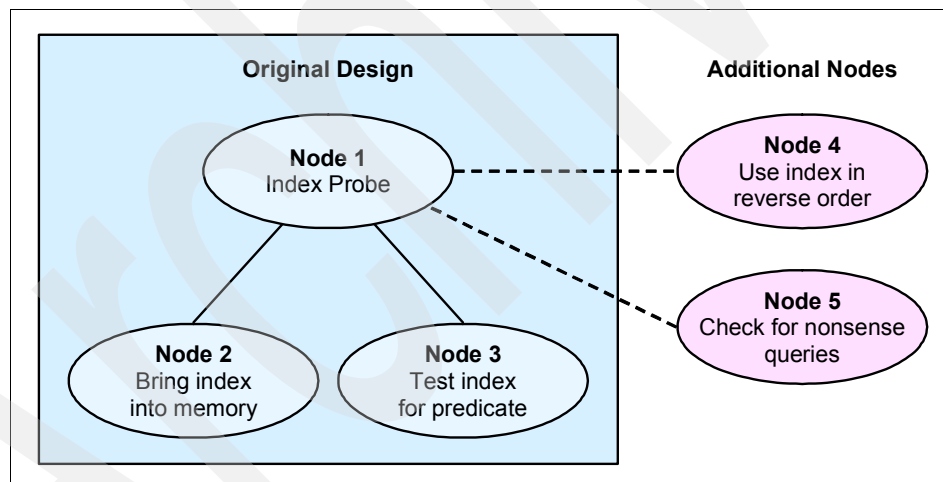 Original Design
Additional Nodes
Node 1
Index Probe
Node 4
Use index in
reverse order
Node 5
Check for nonsense
queries
Node 2
Bring index
into memory
Node 3
Test index
for predicate